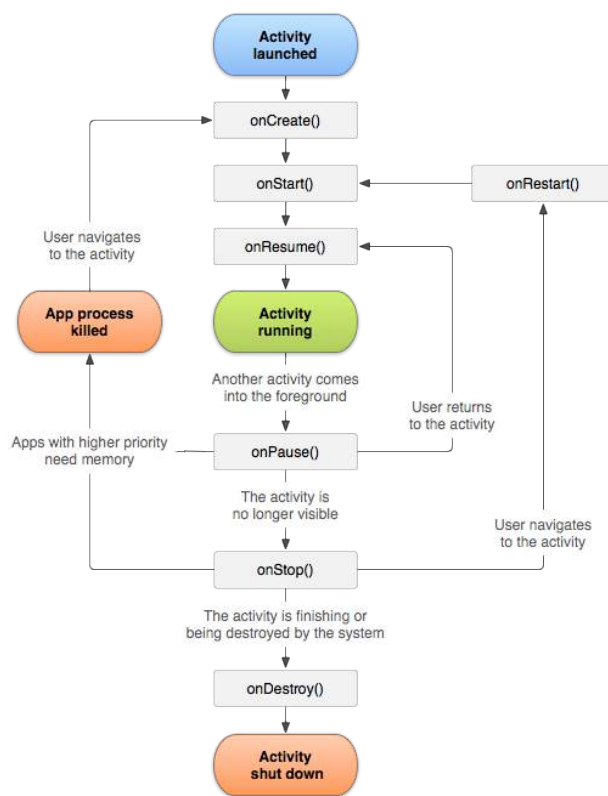 Activity
launched
onCreate()
onStart()
onRestart()
User navigates
to the activity
onResume()
App process
killed
Activity
running
Another activity comes
into the foreground
User returns
to the activity
Apps with higher priority
need memory
onPause()
The activity is
no longer visible
User navigates
to the activity
onStop()
The activity is finishing or
being destroyed by the system
onDestroy()
Activity
shut down